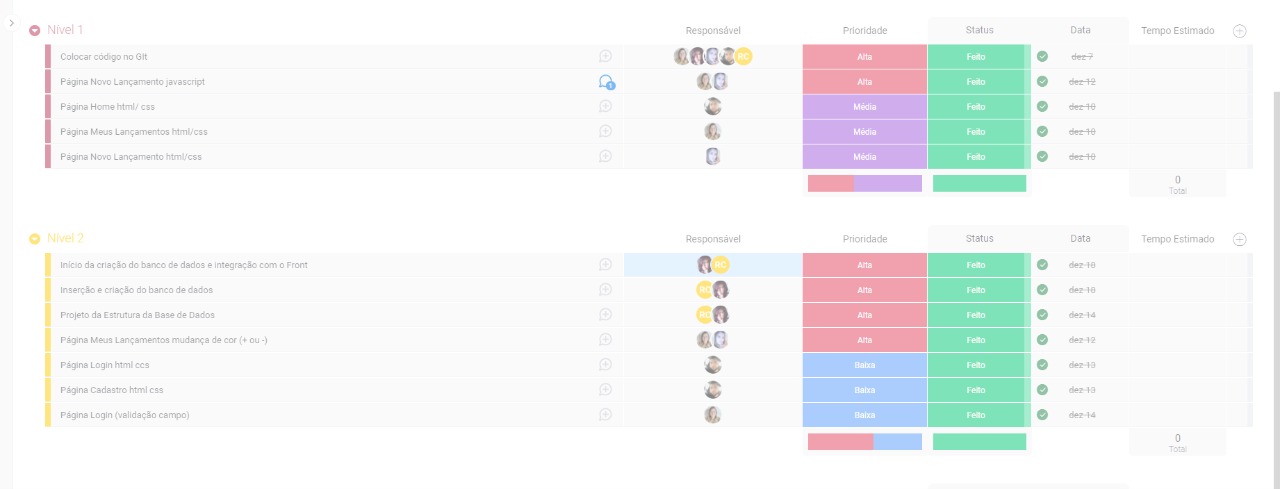 Nível 1 Responsável Prioridade Status Data Tempo Estimado
Colocar código no GIt RC Alta Feito dez 7
Página Novo Lançamento javascript 1 Alta Feito dez 12
Página Home html/ css Média Feito dez 10
Página Meus Lançamentos html/css Média Feito dez 10
Página Novo Lançamento html/css Média Feito dez 10
0
Total
Nível 2 Responsável Prioridade Status Data Tempo Estimado
Início da criação do banco de dados e integração com o Front RC Alta Feito dez 18
Inserção e criação do banco de dados RC Alta Feito dez 18
Projeto da Estrutura da Base de Dados RC Alta Feito dez 14
Página Meus Lançamentos mudança de cor (+ ou -) Alta Feito dez 12
Página Login html ccs Baixa Feito dez 13
Página Cadastro html css Baixa Feito dez 13
Página Login (validação campo) Baixa Feito dez 14
0
Total